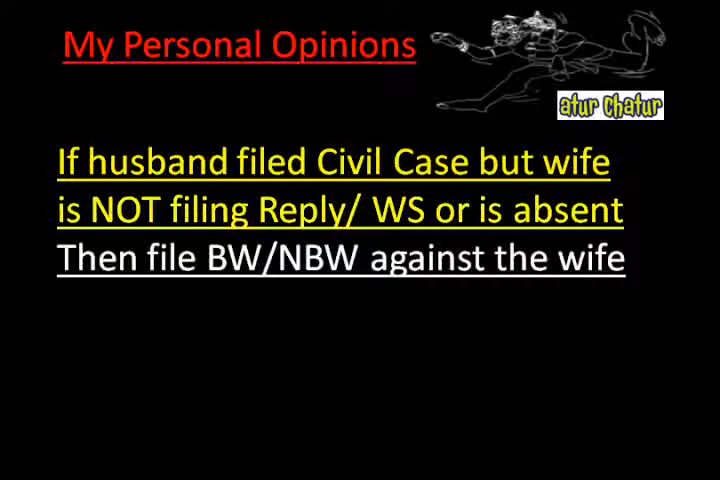 My Personal Opinions
atur chatur
If husband filed Civil Case but wife
is NOT filing Reply/ WS or is absent
Then file BW/NBW against the wife